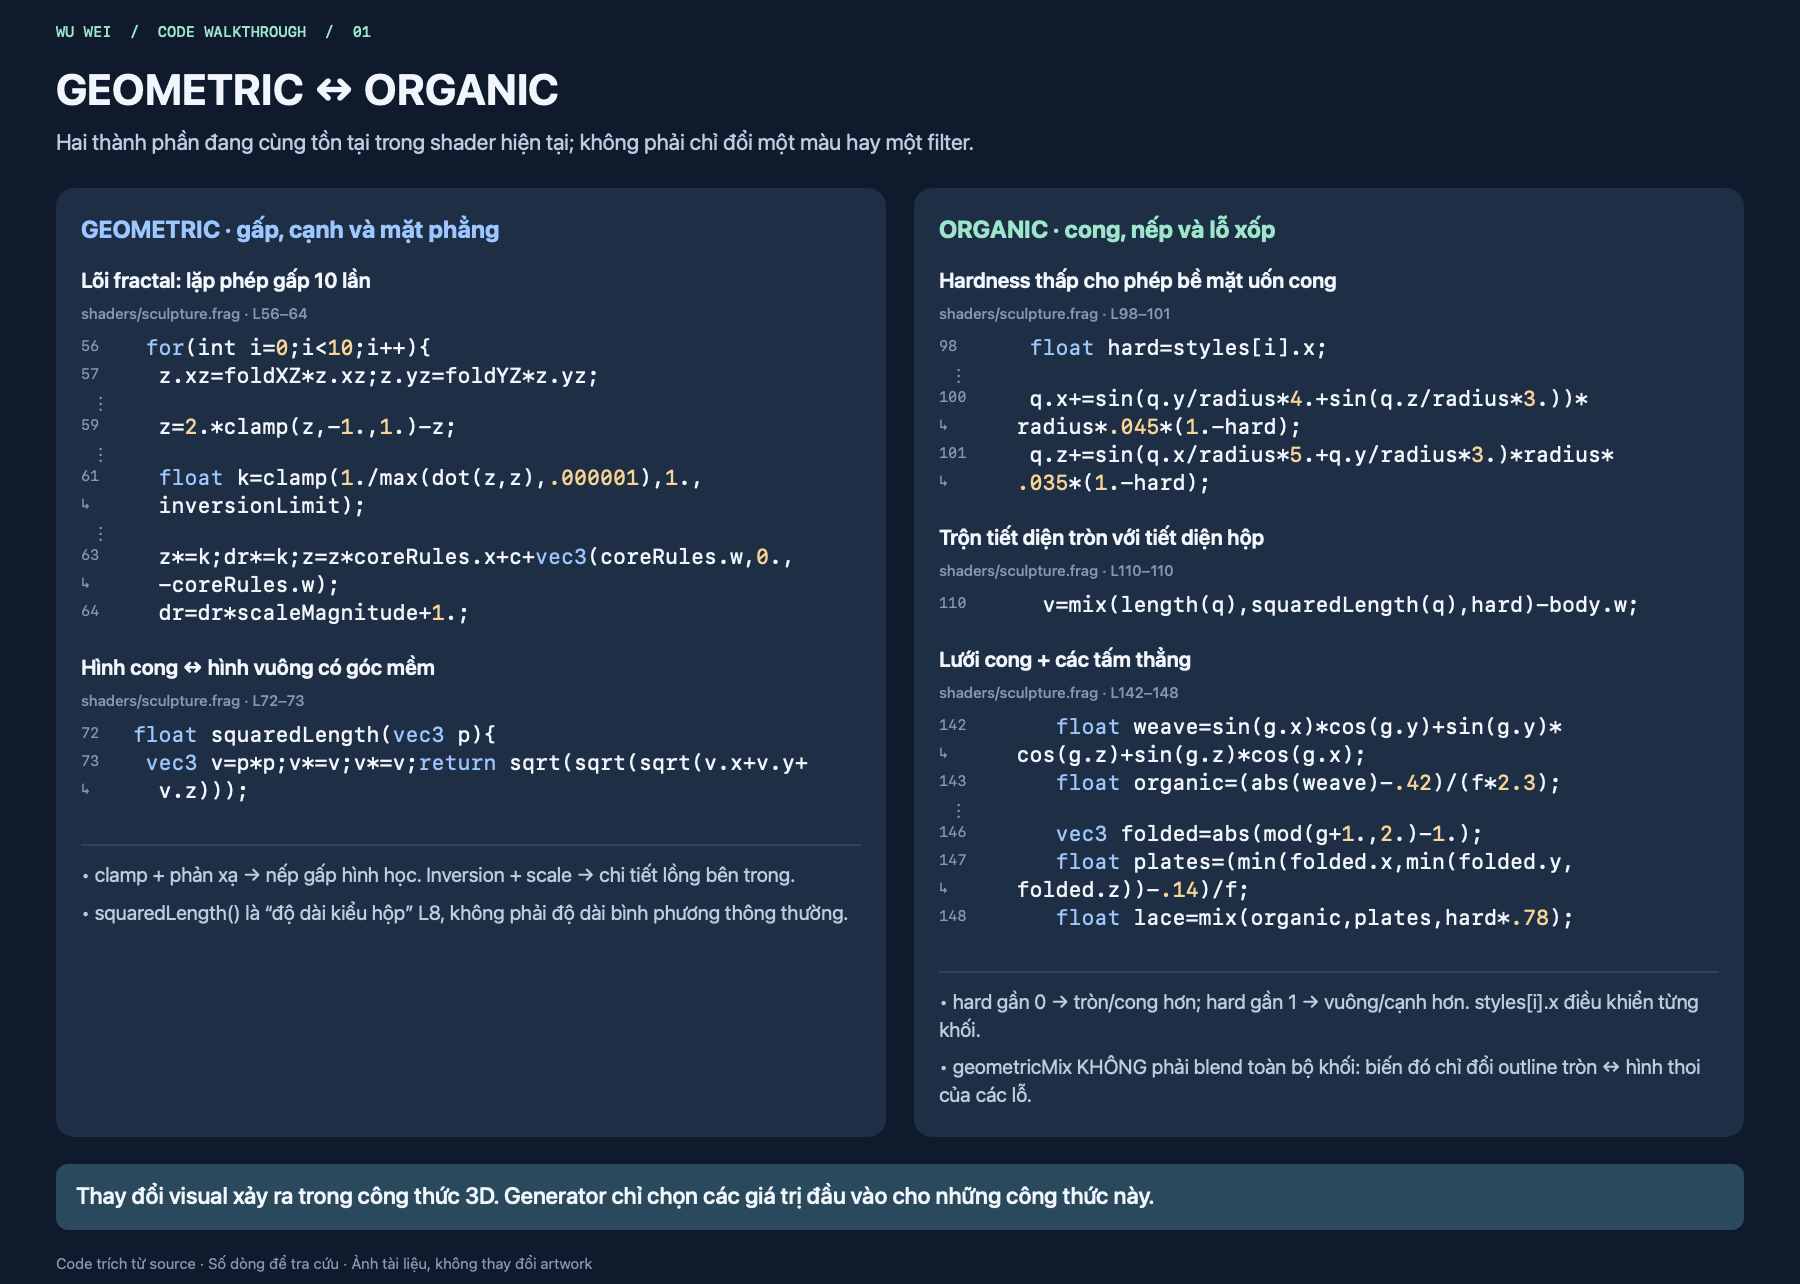 WU WEI / CODE WALKTHROUGH / 01
GEOMETRIC ↔ ORGANIC
Hai thành phần đang cùng tồn tại trong shader hiện tại; không phải chỉ đổi một màu hay một filter.
GEOMETRIC · gấp, cạnh và mặt phẳng
Lõi fractal: lặp phép gấp 10 lần
shaders/sculpture.frag · L56–64
56 for(int i=0;i<10;i++){
57 z.xz=foldXZ*z.xz;z.yz=foldYZ*z.yz;
⋮
59 z=2.*clamp(z,-1.,1.)-z;
⋮
61 float k=clamp(1./max(dot(z,z),.000001),1.,
↳ inversionLimit);
⋮
63 z*=k;dr*=k;z=z*coreRules.x+c+vec3(coreRules.w,0.,
↳ -coreRules.w);
64 dr=dr*scaleMagnitude+1.;
Hình cong ↔ hình vuông có góc mềm
shaders/sculpture.frag · L72–73
72 float squaredLength(vec3 p){
73 vec3 v=p*p;v*=v;v*=v;return sqrt(sqrt(sqrt(v.x+v.y+
↳ v.z)));
• clamp + phản xạ → nếp gấp hình học. Inversion + scale → chi tiết lồng bên trong.
• squaredLength() là “độ dài kiểu hộp” L8, không phải độ dài bình phương thông thường.
ORGANIC · cong, nếp và lỗ xốp
Hardness thấp cho phép bề mặt uốn cong
shaders/sculpture.frag · L98–101
98 float hard=styles[i].x;
⋮
100 q.x+=sin(q.y/radius*4.+sin(q.z/radius*3.))*
↳ radius*.045*(1.-hard);
101 q.z+=sin(q.x/radius*5.+q.y/radius*3.)*radius*
↳ .035*(1.-hard);
Trộn tiết diện tròn với tiết diện hộp
shaders/sculpture.frag · L110–110
110 v=mix(length(q),squaredLength(q),hard)-body.w;
Lưới cong + các tấm thẳng
shaders/sculpture.frag · L142–148
142 float weave=sin(g.x)*cos(g.y)+sin(g.y)*
↳ cos(g.z)+sin(g.z)*cos(g.x);
143 float organic=(abs(weave)-.42)/(f*2.3);
⋮
146 vec3 folded=abs(mod(g+1.,2.)-1.);
147 float plates=(min(folded.x,min(folded.y,
↳ folded.z))-.14)/f;
148 float lace=mix(organic,plates,hard*.78);
• hard gần 0 → tròn/cong hơn; hard gần 1 → vuông/cạnh hơn. styles[i].x điều khiển từng
khối.
• geometricMix KHÔNG phải blend toàn bộ khối: biến đó chỉ đổi outline tròn ↔ hình thoi
của các lỗ.
Thay đổi visual xảy ra trong công thức 3D. Generator chỉ chọn các giá trị đầu vào cho những công thức này.
Code trích từ source · Số dòng để tra cứu · Ảnh tài liệu, không thay đổi artwork